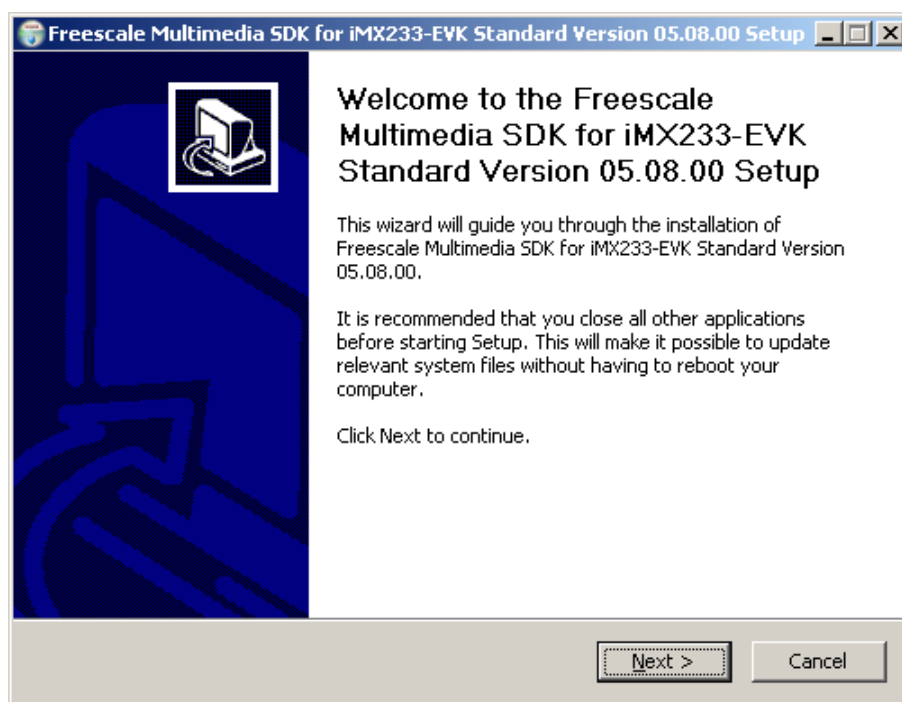 Freescale Multimedia SDK for iMX233-EVK Standard Version 05.08.00 Setup
Welcome to the Freescale
Multimedia SDK for iMX233-EVK
Standard Version 05.08.00 Setup
This wizard will guide you through the installation of
Freescale Multimedia SDK for iMX233-EVK Standard Version
05.08.00.
It is recommended that you close all other applications
before starting Setup. This will make it possible to update
relevant system files without having to reboot your
computer.
Click Next to continue.
Next >
Cancel